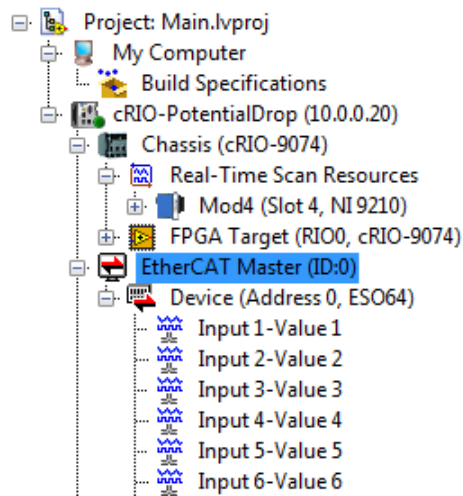 Project: Main.lvproj
My Computer
Build Specifications
cRIO-PotentialDrop (10.0.0.20)
Chassis (cRIO-9074)
Real-Time Scan Resources
Mod4 (Slot 4, NI 9210)
FPGA Target (RIO0, cRIO-9074)
EtherCAT Master (ID:0)
Device (Address 0, ESO64)
Input 1-Value 1
Input 2-Value 2
Input 3-Value 3
Input 4-Value 4
Input 5-Value 5
Input 6-Value 6